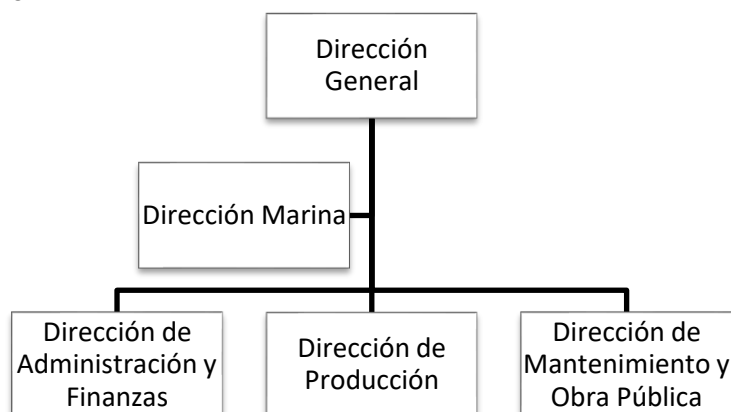 Dirección
General
Dirección Marina
Dirección de
Administración y
Finanzas
Dirección de
Producción
Dirección de
Mantenimiento y
Obra Pública